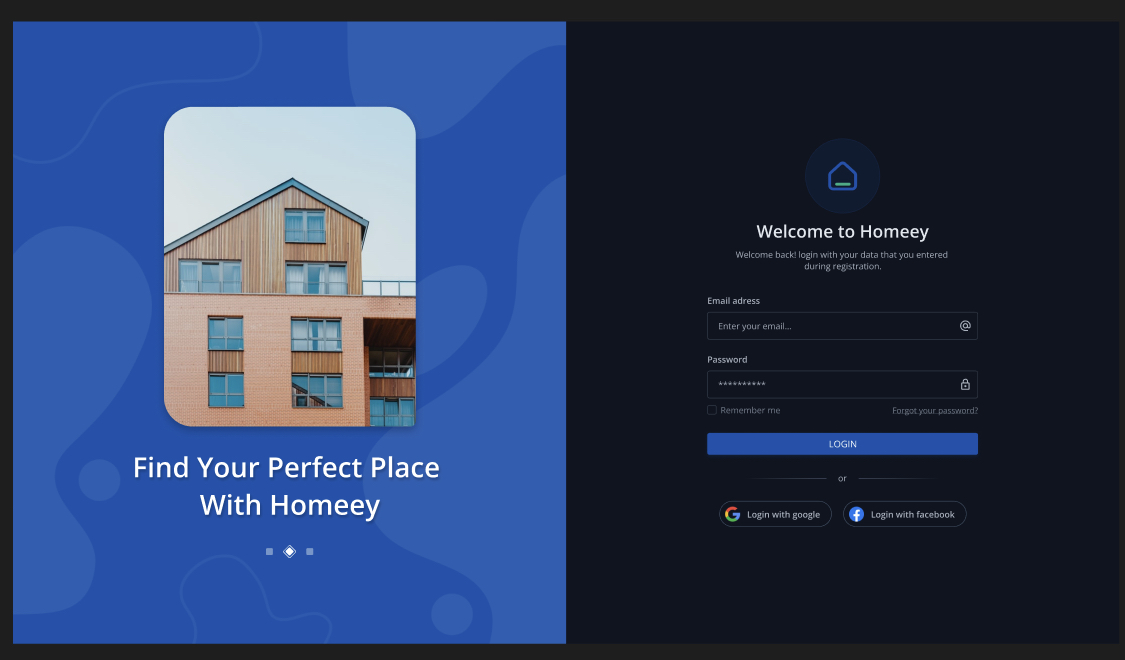 Find Your Perfect Place
With Homeey
Welcome to Homeey
Welcome back! login with your data that you entered
during registration.
Email adress
Enter your email...
@
Password
**********
Remember me
Forgot your password?
LOGIN
or
Login with google
Login with facebook